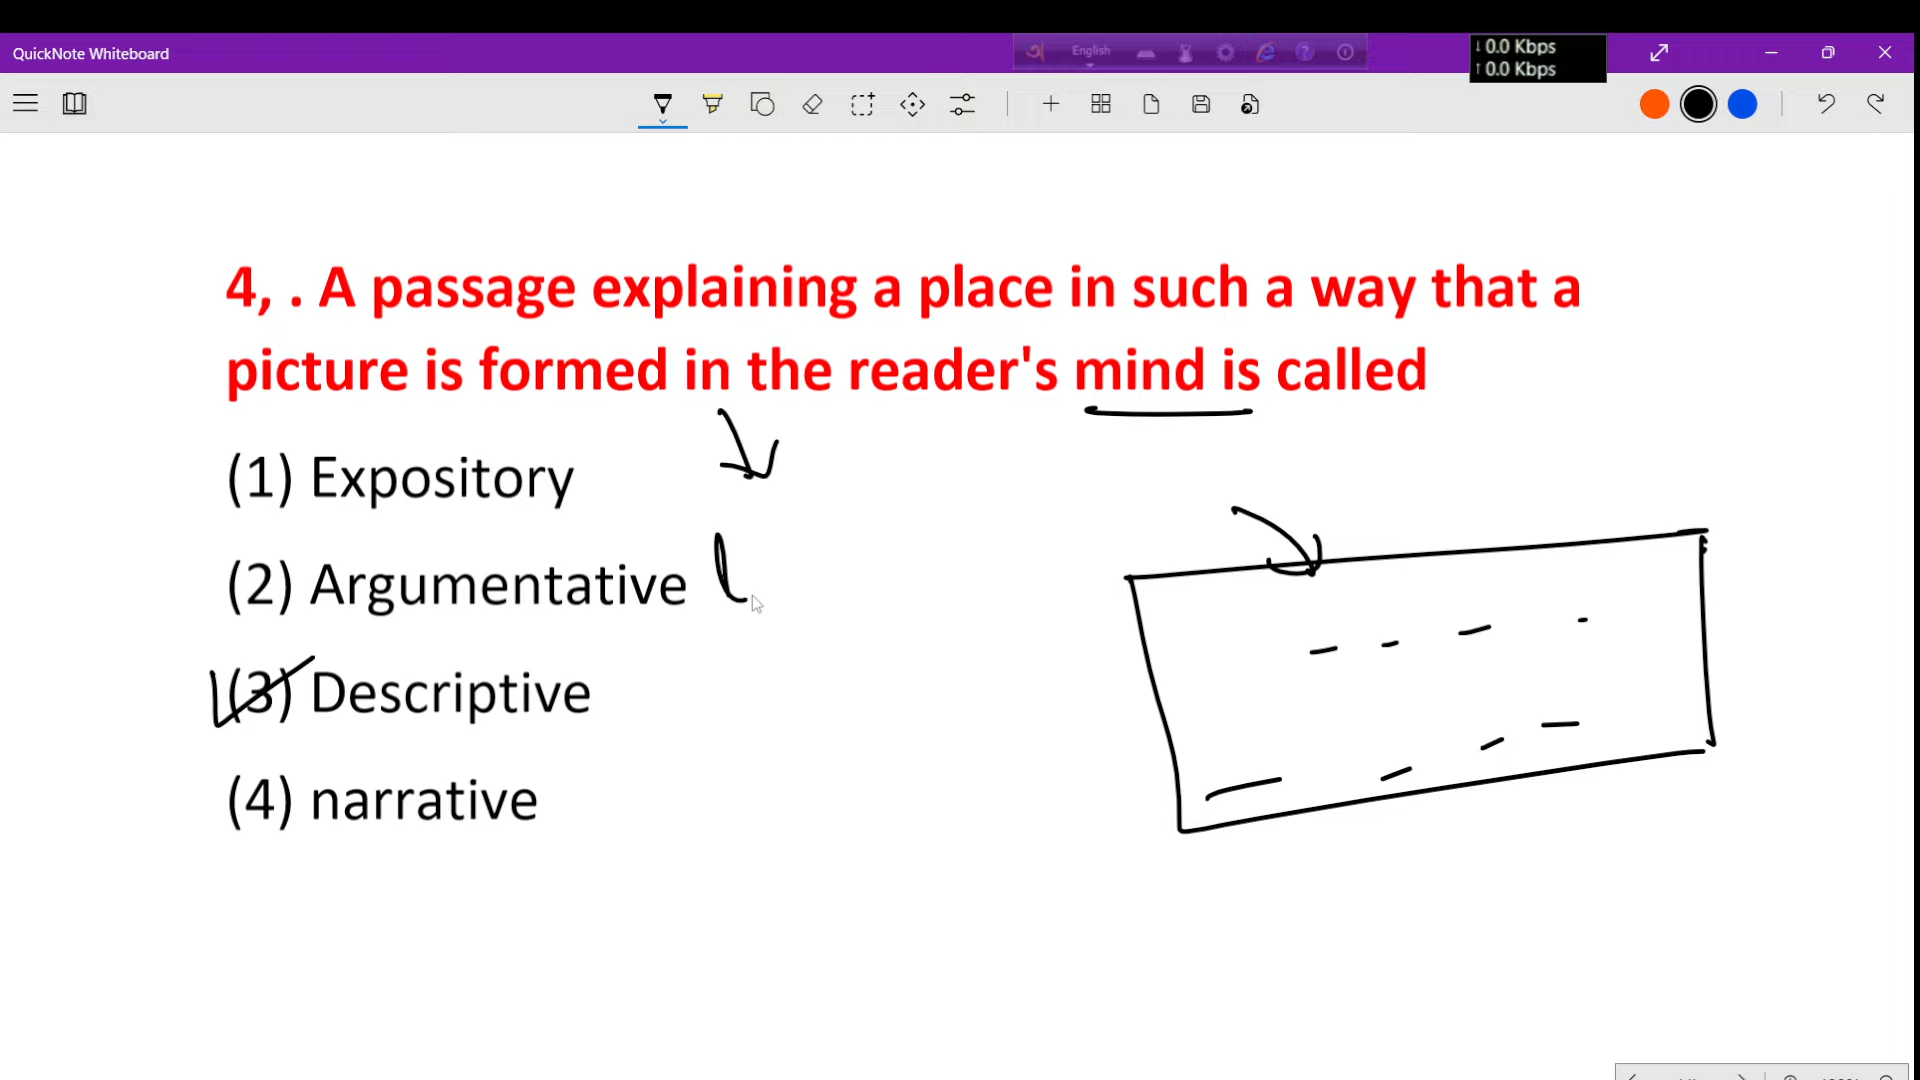 QuickNote Whiteboard
English
↓ 0.0 Kbps
↑ 0.0 Kbps
4, . A passage explaining a place in such a way that a
picture is formed in the reader's mind is called
(1) Expository
(2) Argumentative
(3) Descriptive
(4) narrative